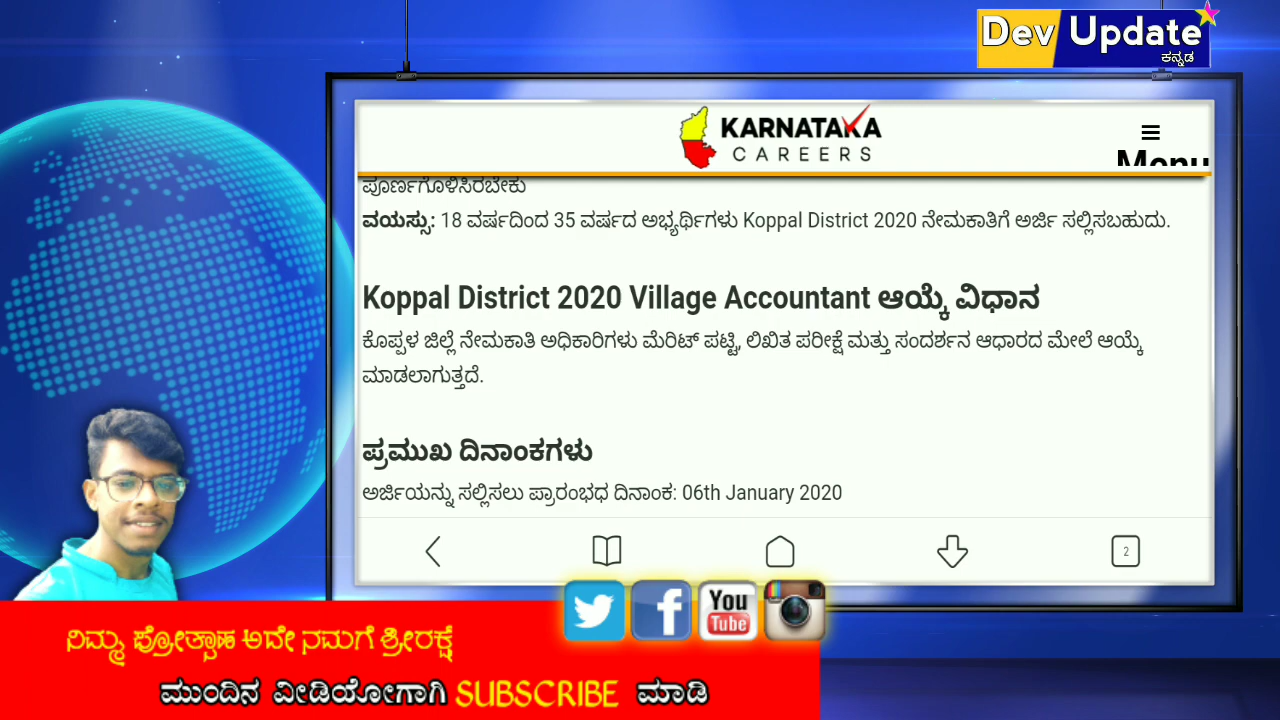 Dev Update
ಕನ್ನಡ
KARNATAKA
CAREERS
Menu
ಪೂರ್ಣಗೊಳಿಸಿರಬೇಕು
ವಯಸ್ಸು: 18 ವರ್ಷದಿಂದ 35 ವರ್ಷದ ಅಭ್ಯರ್ಥಿಗಳು Koppal District 2020 ನೇಮಕಾತಿಗೆ ಅರ್ಜಿ ಸಲ್ಲಿಸಬಹುದು.
Koppal District 2020 Village Accountant ಆಯ್ಕೆ ವಿಧಾನ
ಕೊಪ್ಪಳ ಜಿಲ್ಲೆ ನೇಮಕಾತಿ ಅಧಿಕಾರಿಗಳು ಮೆರಿಟ್ ಪಟ್ಟಿ, ಲಿಖಿತ ಪರೀಕ್ಷೆ ಮತ್ತು ಸಂದರ್ಶನ ಆಧಾರದ ಮೇಲೆ ಆಯ್ಕೆ
ಮಾಡಲಾಗುತ್ತದೆ.
ಪ್ರಮುಖ ದಿನಾಂಕಗಳು
ಅರ್ಜಿಯನ್ನು ಸಲ್ಲಿಸಲು ಪ್ರಾರಂಭಧ ದಿನಾಂಕ: 06th January 2020
2
You
Tube
ನಿಮ್ಮ ಪ್ರೋತ್ಸಾಹ ಅದೇ ನಮಗೆ ಶ್ರೀರಕ್ಷೆ
ಮುಂದಿನ ವೀಡಿಯೋಗಾಗಿ SUBSCRIBE ಮಾಡಿ